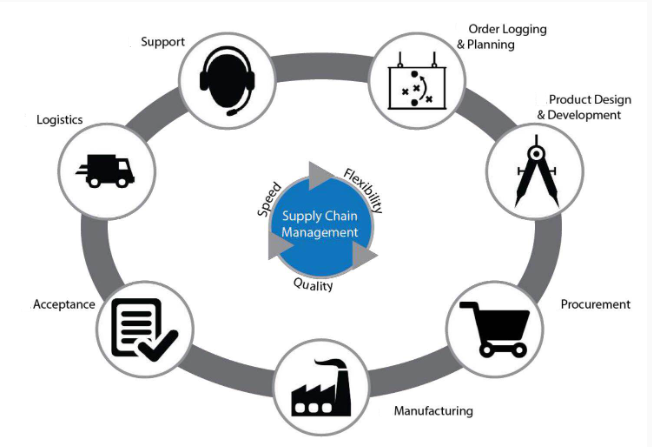 Support
Order Logging
& Planning
Logistics
Product Design
& Development
Speed
Flexibility
Supply Chain
Management
Quality
Acceptance
Procurement
Manufacturing